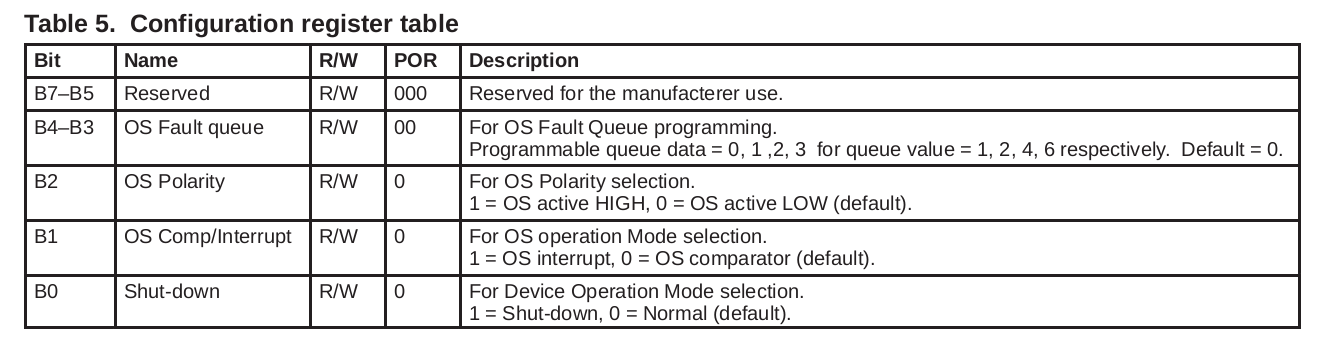 Table 5. Configuration register table
Bit Name R/W POR Description
B7–B5 Reserved R/W 000 Reserved for the manufacterer use.
B4–B3 OS Fault queue R/W 00 For OS Fault Queue programming.
Programmable queue data = 0, 1 ,2, 3 for queue value = 1, 2, 4, 6 respectively. Default = 0.
B2 OS Polarity R/W 0 For OS Polarity selection.
1 = OS active HIGH, 0 = OS active LOW (default).
B1 OS Comp/Interrupt R/W 0 For OS operation Mode selection.
1 = OS interrupt, 0 = OS comparator (default).
B0 Shut-down R/W 0 For Device Operation Mode selection.
1 = Shut-down, 0 = Normal (default).